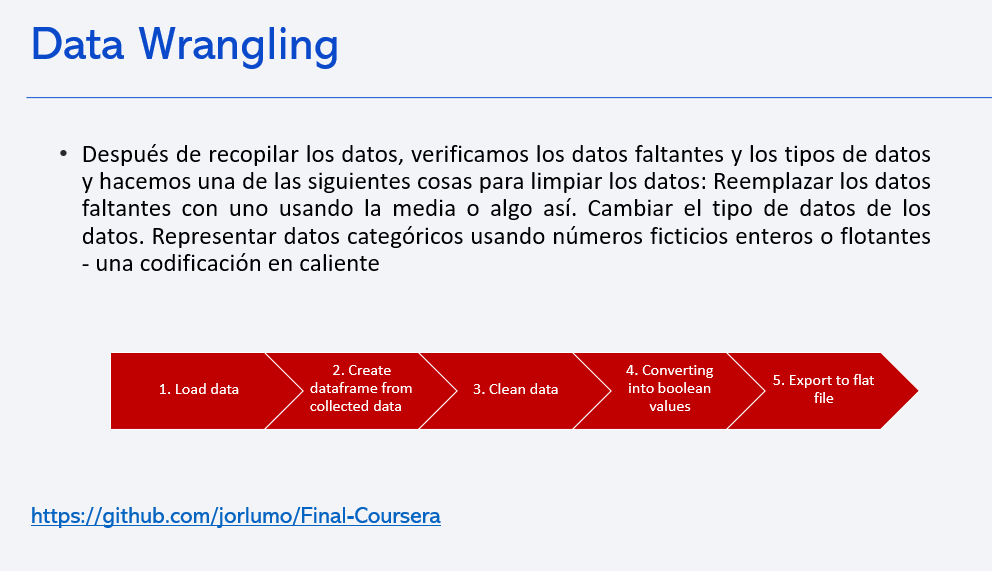 Data Wrangling
• Después de recopilar los datos, verificamos los datos faltantes y los tipos de datos
y hacemos una de las siguientes cosas para limpiar los datos: Reemplazar los datos
faltantes con uno usando la media o algo así. Cambiar el tipo de datos de los
datos. Representar datos categóricos usando números ficticios enteros o flotantes
- una codificación en caliente
1. Load data
2. Create
dataframe from
collected data
3. Clean data
4. Converting
into boolean
values
5. Export to flat
file
https://github.com/jorlumo/Final-Coursera